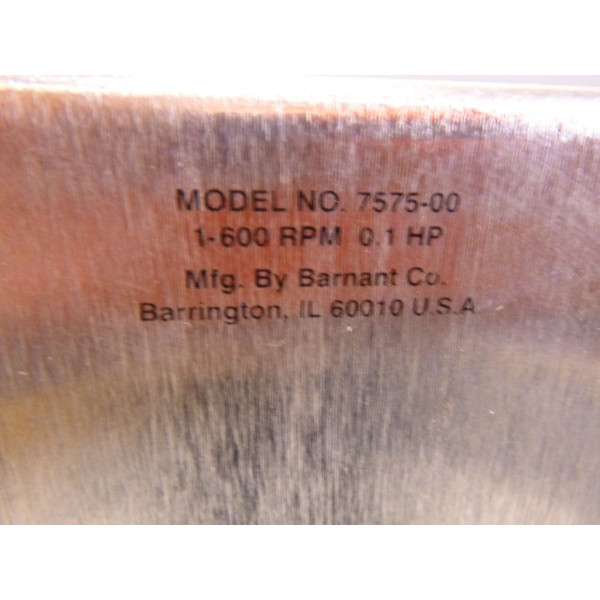 MODEL NO. 7575-00
1-600 RPM 0.1 HP
Mfg. By Barnant Co.
Barrington, IL 60010 U.S.A.